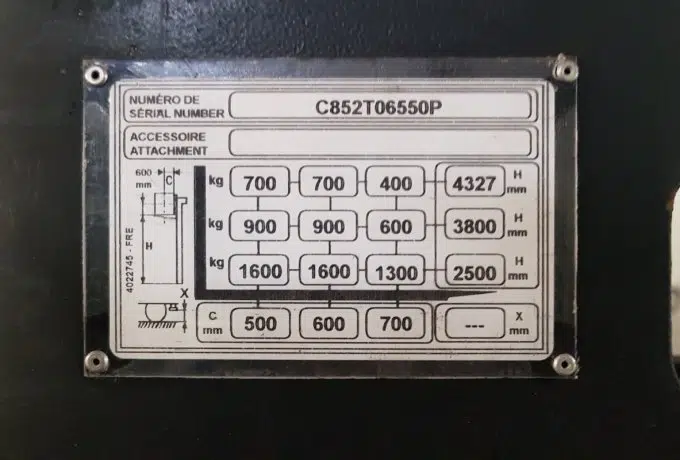 NUMÉRO DE
SÉRIAL NUMBER
C852T06550P
ACCESSOIRE
ATTACHMENT
600
mm
C
H
X
4022745 - FRE
kg 700 700 400 4327 H mm
kg 900 900 600 3800 H mm
kg 1600 1600 1300 2500 H mm
C mm 500 600 700 --- X mm